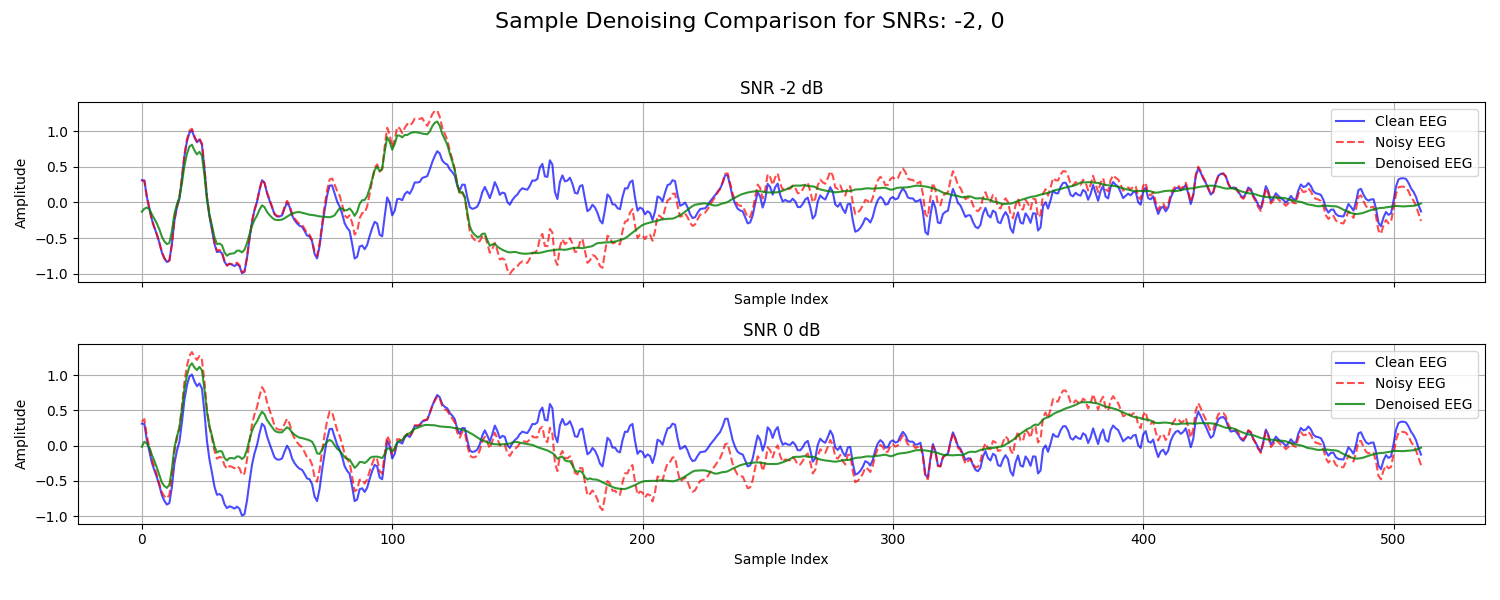 Sample Denoising Comparison for SNRs: -2, 0
SNR -2 dB
Amplitude
1.0
0.5
0.0
−0.5
−1.0
Clean EEG
Noisy EEG
Denoised EEG
Sample Index
SNR 0 dB
Amplitude
1.0
0.5
0.0
−0.5
−1.0
Clean EEG
Noisy EEG
Denoised EEG
0 100 200 300 400 500
Sample Index